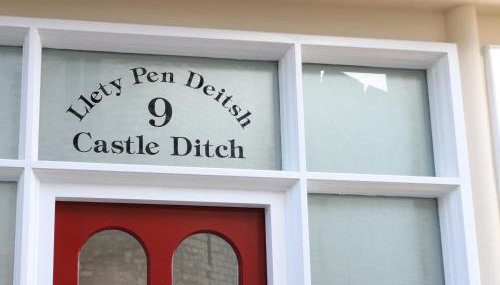 Llety Pen Deitsh
9
Castle Ditch